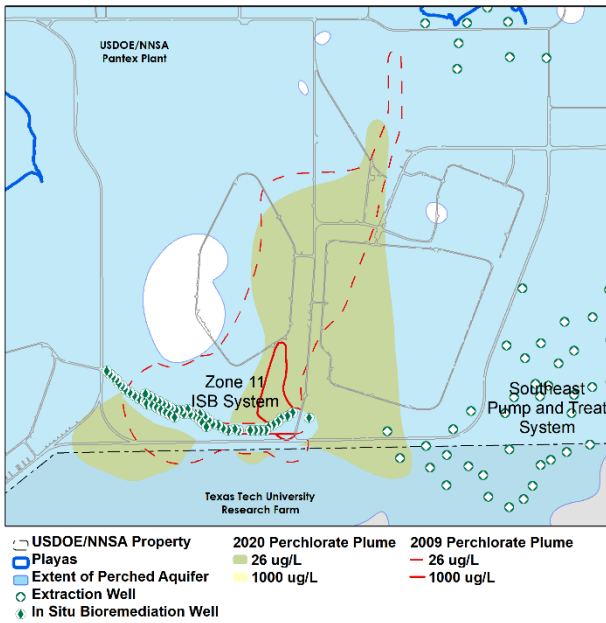 USDOE/NNSA
Pantex Plant
Zone 11
ISB System
Southeast
Pump and Treat
System
Texas Tech University
Research Farm
USDOE/NNSA Property
Playas
Extent of Perched Aquifer
Extraction Well
In Situ Bioremediation Well
2020 Perchlorate Plume
26 ug/L
1000 ug/L
2009 Perchlorate Plume
26 ug/L
1000 ug/L